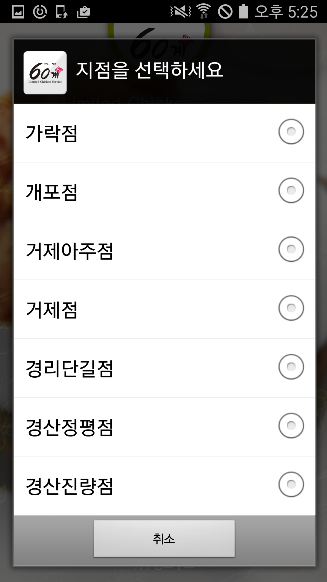 오후 5:25
60계
지점을 선택하세요
가락점
개포점
거제아주점
거제점
경리단길점
경산정평점
경산진량점
취소